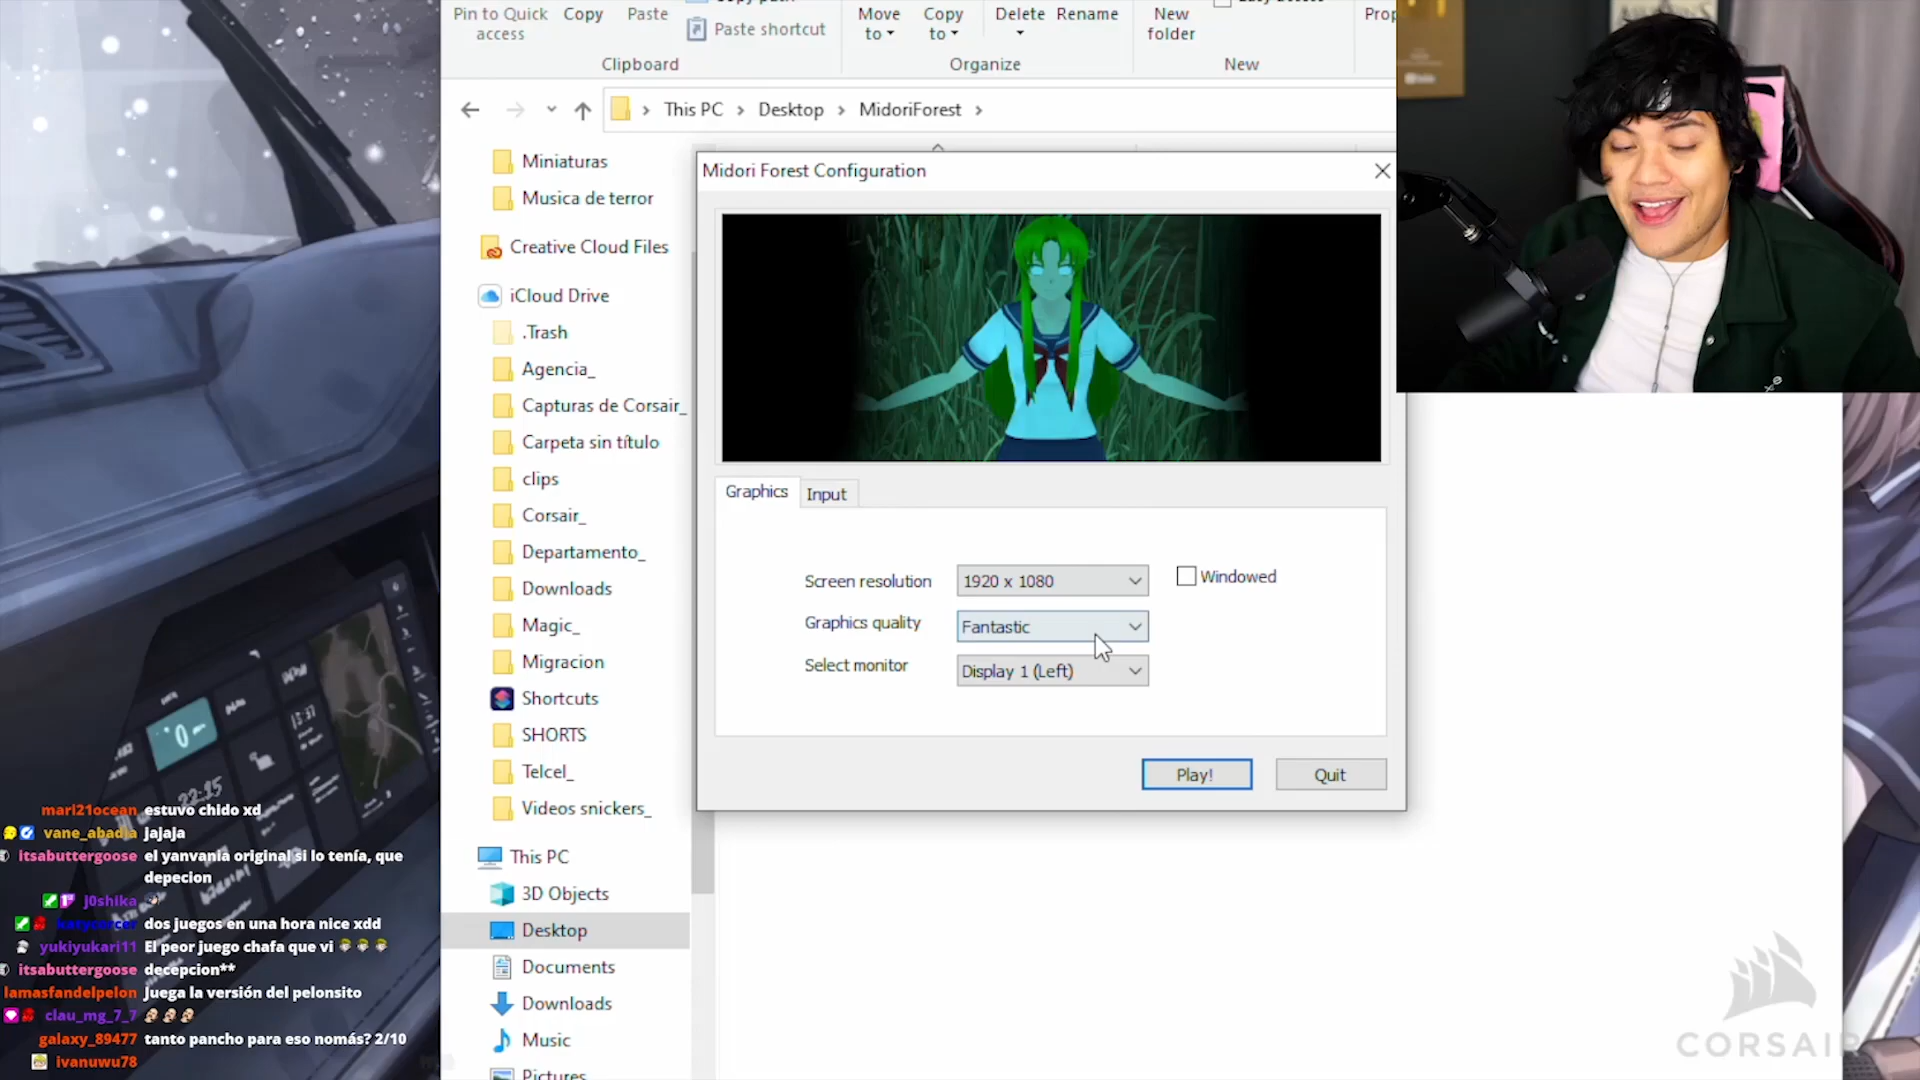 Pin to Quick access
Copy
Paste
Paste shortcut
Clipboard
Move to
Copy to
Delete
Rename
Organize
New folder
New
This PC
Desktop
MidoriForest
Miniaturas
Musica de terror
Creative Cloud Files
iCloud Drive
.Trash
Agencia_
Capturas de Corsair_
Carpeta sin título
clips
Corsair_
Departamento_
Downloads
Magic_
Migracion
Shortcuts
SHORTS
Telcel_
Videos snickers_
This PC
3D Objects
Desktop
Documents
Downloads
Music
Pictures
Midori Forest Configuration
Graphics
Input
Screen resolution
1920 x 1080
Windowed
Graphics quality
Fantastic
Select monitor
Display 1 (Left)
Play!
Quit
22:15
marl21ocean estuvo chido xd
vane_abadia jajaja
itsabuttergoose el yanvania original si lo tenía, que
depecion
J0shika
dos juegos en una hora nice xdd
yukiyukari11 El peor juego chafa que vi
itsabuttergoose decepcion**
lamasfandelpelon Juega la versión del pelonsito
clau_mg_7_7
galaxy_89477 tanto pancho para eso nomás? 2/10
ivanuwu78
CORSAIR